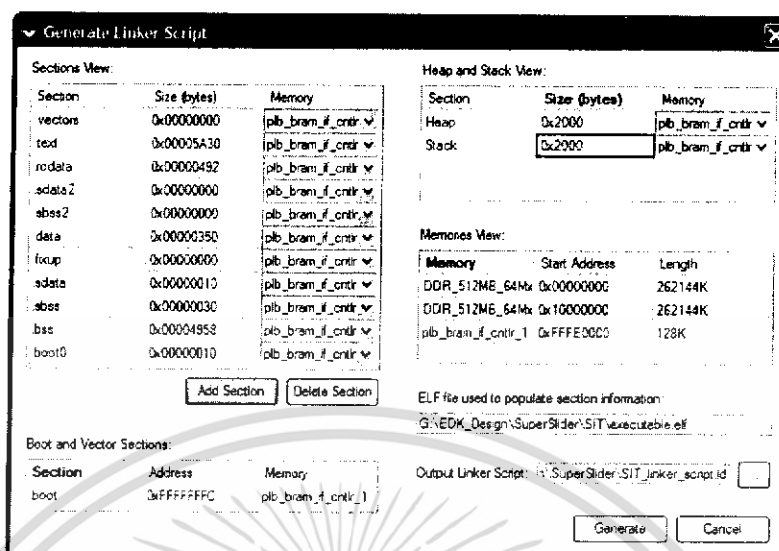 Generate Linker Script
Sections View:
Section Size (bytes) Memory
vectors 0x00000000 plb_bram_if_cntlr
text 0x00005A30 plb_bram_if_cntlr
rodata 0x00000492 plb_bram_if_cntlr
.sdata2 0x00000000 plb_bram_if_cntlr
.sbss2 0x00000000 plb_bram_if_cntlr
data 0x00000350 plb_bram_if_cntlr
fixup 0x00000000 plb_bram_if_cntlr
.sdata 0x00000010 plb_bram_if_cntlr
.sbss 0x00000030 plb_bram_if_cntlr
.bss 0x00004958 plb_bram_if_cntlr
boot0 0x00000010 plb_bram_if_cntlr
Add Section Delete Section
Boot and Vector Sections:
Section Address Memory
boot 0xFFFFFFFC plb_bram_if_cntlr_1
Heap and Stack View:
Section Size (bytes) Memory
Heap 0x2000 plb_bram_if_cntlr
Stack 0x2000 plb_bram_if_cntlr
Memories View:
Memory Start Address Length
DDR_512MB_64Mx 0x00000000 262144K
DDR_512MB_64Mx 0x10000000 262144K
plb_bram_if_cntlr_1 0xFFFE0000 128K
ELF file used to populate section information:
G:\EDK_Design\SuperSlider\SiT\executable.elf
Output Linker Script: \SuperSlider\SIT_linker_script.ld ...
Generate Cancel